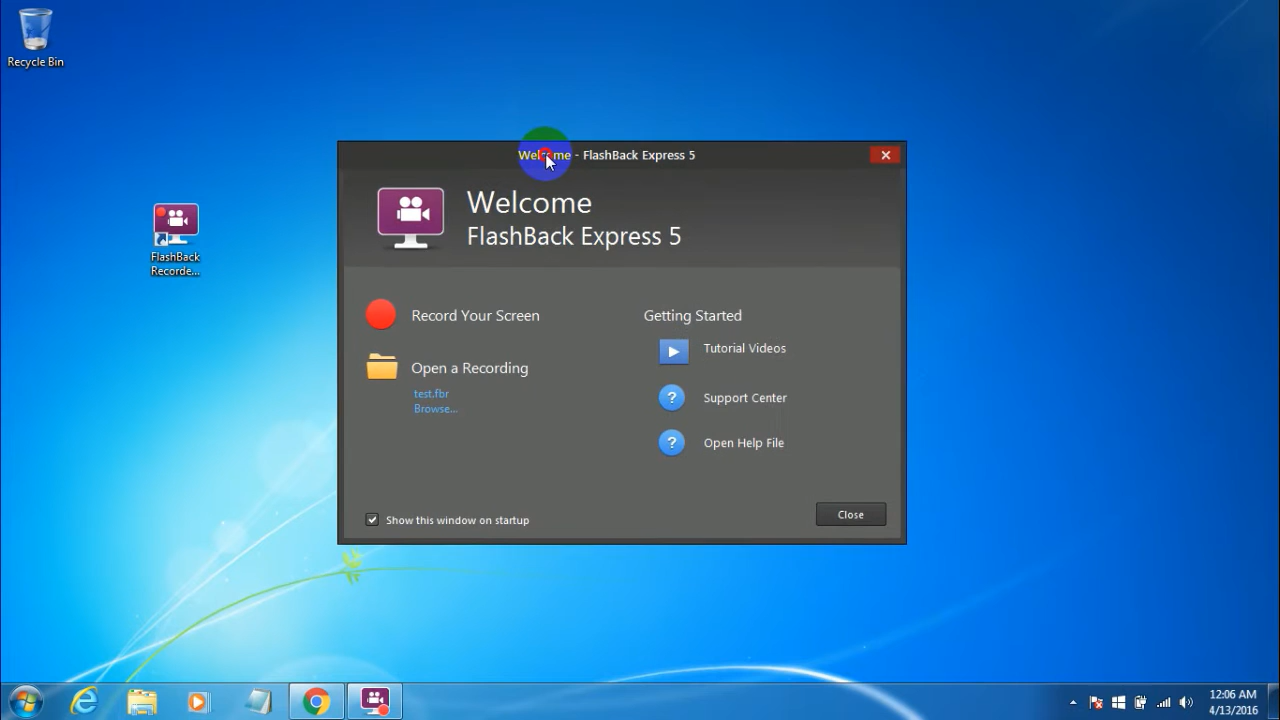 Recycle Bin
FlashBack
Recorde...
Welcome - FlashBack Express 5
Welcome
FlashBack Express 5
Record Your Screen
Open a Recording
test.fbr
Browse...
Getting Started
Tutorial Videos
? Support Center
? Open Help File
Show this window on startup
Close
12:06 AM
4/13/2016